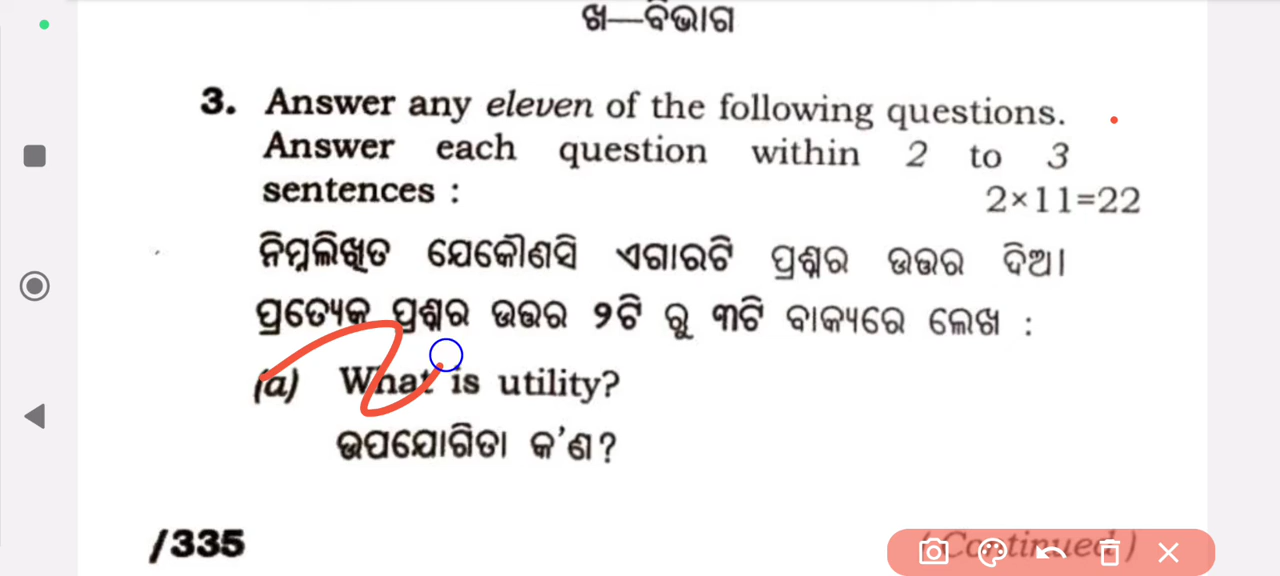 ଖ—ବିଭାଗ
3. Answer any eleven of the following questions.
Answer each question within 2 to 3
sentences : 2×11=22
ନିମ୍ନଲିଖିତ ଯେକୌଣସି ଏଗାରଟି ପ୍ରଶ୍ନର ଉତ୍ତର ଦିଅ।
ପ୍ରତ୍ୟେକ ପ୍ରଶ୍ନର ଉତ୍ତର ୨ଟି ରୁ ୩ଟି ବାକ୍ୟରେ ଲେଖ :
(a) What is utility?
ଉପଯୋଗିତା କ'ଣ?
/335 (Continued)